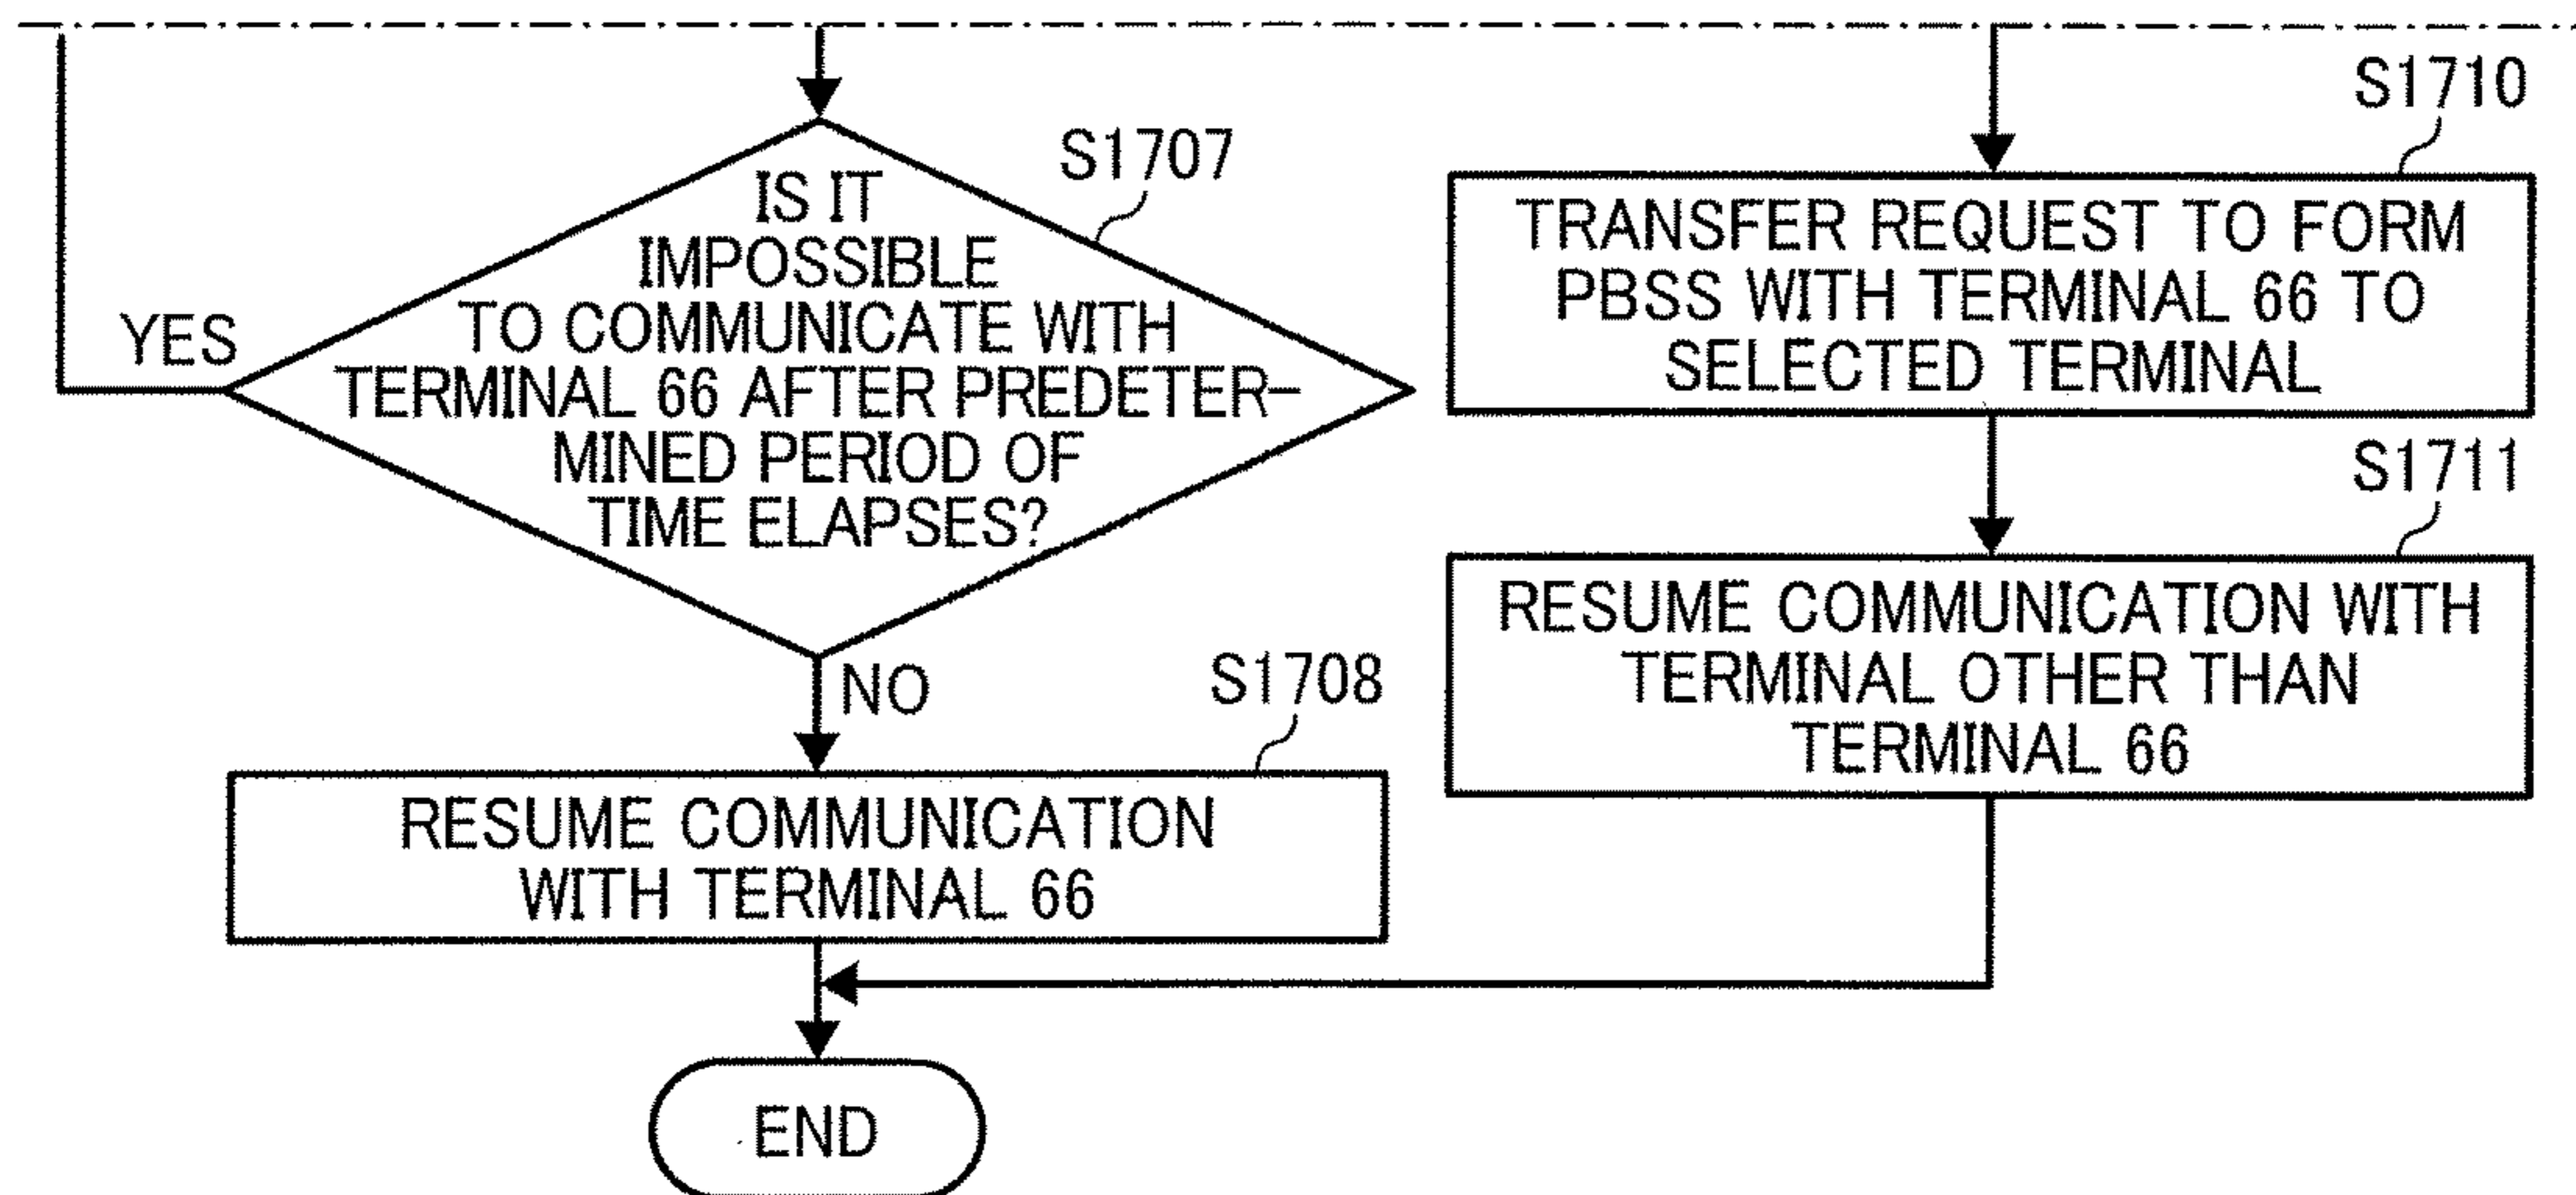 S1707
IS IT
IMPOSSIBLE
TO COMMUNICATE WITH
TERMINAL 66 AFTER PREDETER-
MINED PERIOD OF
TIME ELAPSES?
YES
NO
S1708
RESUME COMMUNICATION
WITH TERMINAL 66
S1710
TRANSFER REQUEST TO FORM
PBSS WITH TERMINAL 66 TO
SELECTED TERMINAL
S1711
RESUME COMMUNICATION WITH
TERMINAL OTHER THAN
TERMINAL 66
END